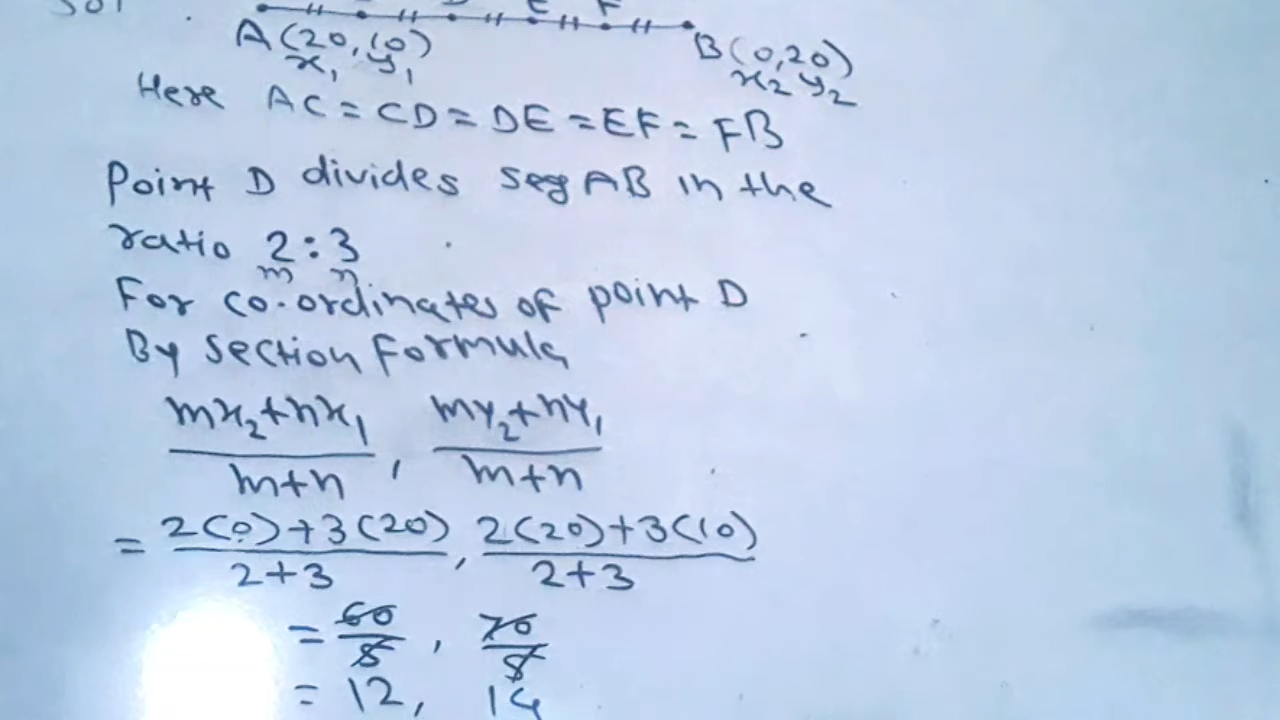 Sol
E F
A(20,10) B(0,20)
x₁ y₁ x₂ y₂
Here AC = CD = DE = EF = FB
Point D divides seg AB in the
ratio 2:3
m n
For co-ordinates of point D
By section formula
mx₂+nx₁ / m+n , my₂+ny₁ / m+n
= 2(0)+3(20) / 2+3 , 2(20)+3(10) / 2+3
= 60/5 , 70/5
= 12, 14